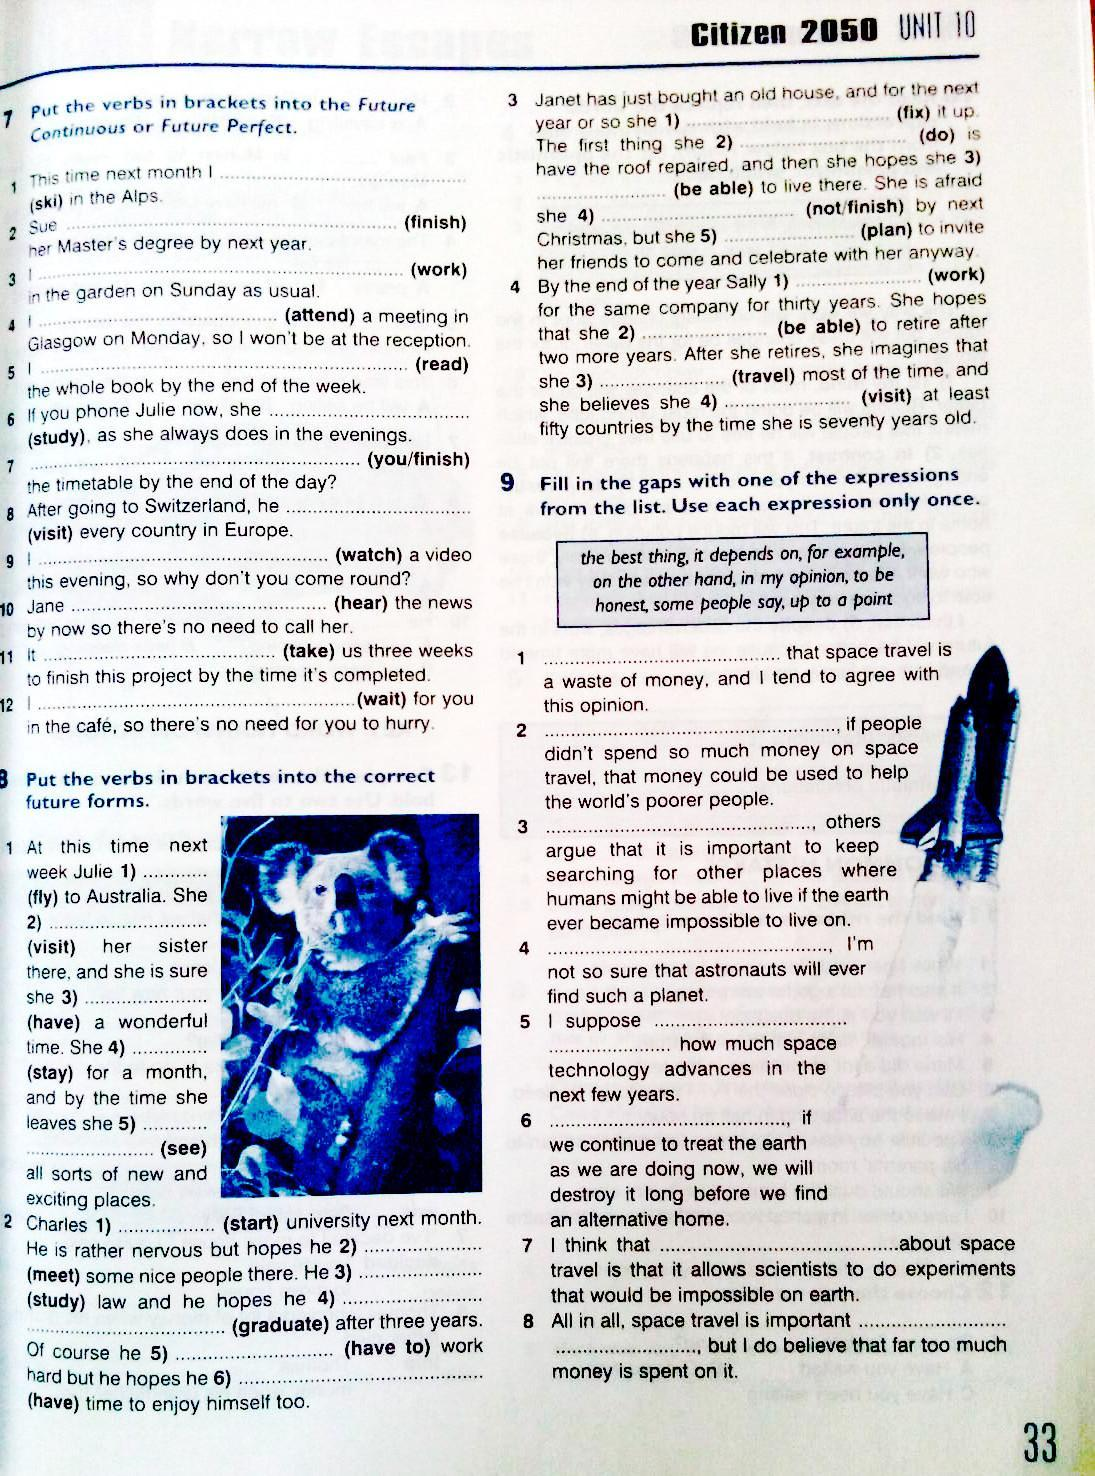 Citizen 2050 UNIT 10
7 Put the verbs in brackets into the Future
Continuous or Future Perfect.
1 This time next month I ................................................
(ski) in the Alps.
2 Sue ................................................................ (finish)
her Master's degree by next year.
3 I ........................................................................ (work)
in the garden on Sunday as usual.
4 I ............................................... (attend) a meeting in
Glasgow on Monday, so I won't be at the reception.
5 I ........................................................................ (read)
the whole book by the end of the week.
6 If you phone Julie now, she .......................................
(study), as she always does in the evenings.
7 ................................................................ (you/finish)
the timetable by the end of the day?
8 After going to Switzerland, he ...................................
(visit) every country in Europe.
9 I ........................................................ (watch) a video
this evening, so why don't you come round?
10 Jane ................................................. (hear) the news
by now so there's no need to call her.
11 It ............................................. (take) us three weeks
to finish this project by the time it's completed.
12 I .............................................................. (wait) for you
in the café, so there's no need for you to hurry.
8 Put the verbs in brackets into the correct
future forms.
1 At this time next
week Julie 1) ............
(fly) to Australia. She
2) ..............................
(visit) her sister
there, and she is sure
she 3) .......................
(have) a wonderful
time. She 4) ..............
(stay) for a month,
and by the time she
leaves she 5) ............
........................ (see)
all sorts of new and
exciting places.
2 Charles 1) ................. (start) university next month.
He is rather nervous but hopes he 2) ......................
(meet) some nice people there. He 3) .......................
(study) law and he hopes he 4) ..........................
...................................... (graduate) after three years.
Of course he 5) .............................. (have to) work
hard but he hopes he 6) ...............................................
(have) time to enjoy himself too.
3 Janet has just bought an old house, and for the next
year or so she 1) ...................................... (fix) it up.
The first thing she 2) ................................ (do) is
have the roof repaired, and then she hopes she 3)
......................... (be able) to live there. She is afraid
she 4) ..................................... (not/finish) by next
Christmas, but she 5) ......................... (plan) to invite
her friends to come and celebrate with her anyway.
4 By the end of the year Sally 1) ........................ (work)
for the same company for thirty years. She hopes
that she 2) ........................ (be able) to retire after
two more years. After she retires, she imagines that
she 3) ........................ (travel) most of the time, and
she believes she 4) ........................ (visit) at least
fifty countries by the time she is seventy years old.
9 Fill in the gaps with one of the expressions
from the list. Use each expression only once.
the best thing, it depends on, for example,
on the other hand, in my opinion, to be
honest, some people say, up to a point
1 .............................................. that space travel is
a waste of money, and I tend to agree with
this opinion.
2 ........................................................, if people
didn't spend so much money on space
travel, that money could be used to help
the world's poorer people.
3 ...................................................., others
argue that it is important to keep
searching for other places where
humans might be able to live if the earth
ever became impossible to live on.
4 ......................................................, I'm
not so sure that astronauts will ever
find such a planet.
5 I suppose .....................................
........................ how much space
technology advances in the
next few years.
6 .............................................., if
we continue to treat the earth
as we are doing now, we will
destroy it long before we find
an alternative home.
7 I think that ..............................................about space
travel is that it allows scientists to do experiments
that would be impossible on earth.
8 All in all, space travel is important .............................
............................, but I do believe that far too much
money is spent on it.
33